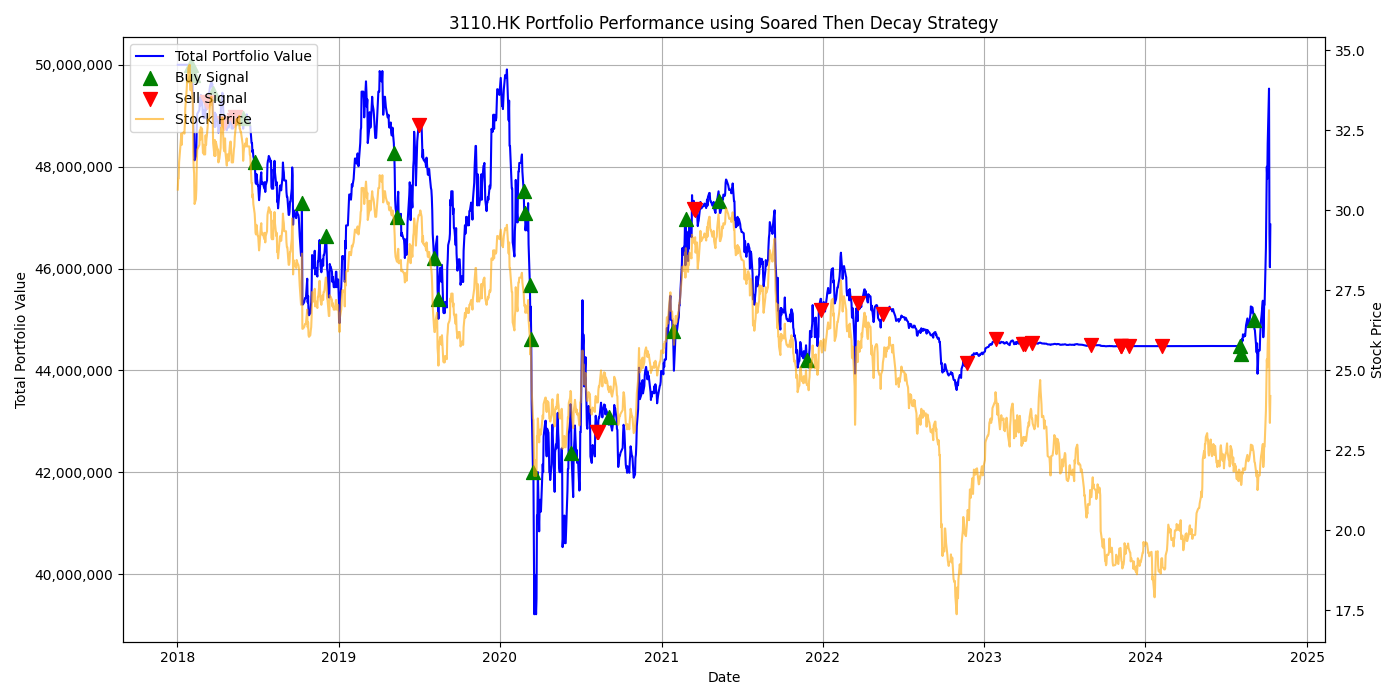 3110.HK Portfolio Performance using Soared Then Decay Strategy
Total Portfolio Value
Buy Signal
Sell Signal
Stock Price
50,000,000
48,000,000
46,000,000
44,000,000
42,000,000
40,000,000
Total Portfolio Value
35.0
32.5
30.0
27.5
25.0
22.5
20.0
17.5
Stock Price
2018 2019 2020 2021 2022 2023 2024 2025
Date